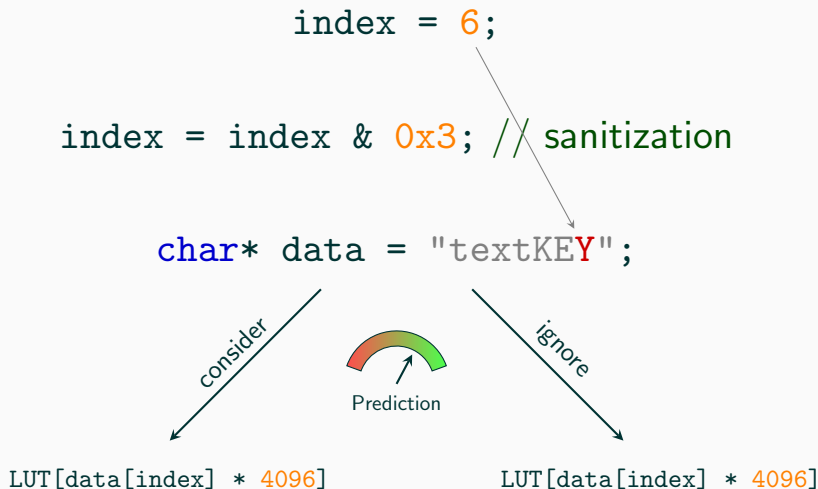 index = 6;
index = index & 0x3; // sanitization
char* data = "textKEY";
consider
ignore
Prediction
LUT[data[index] * 4096]
LUT[data[index] * 4096]